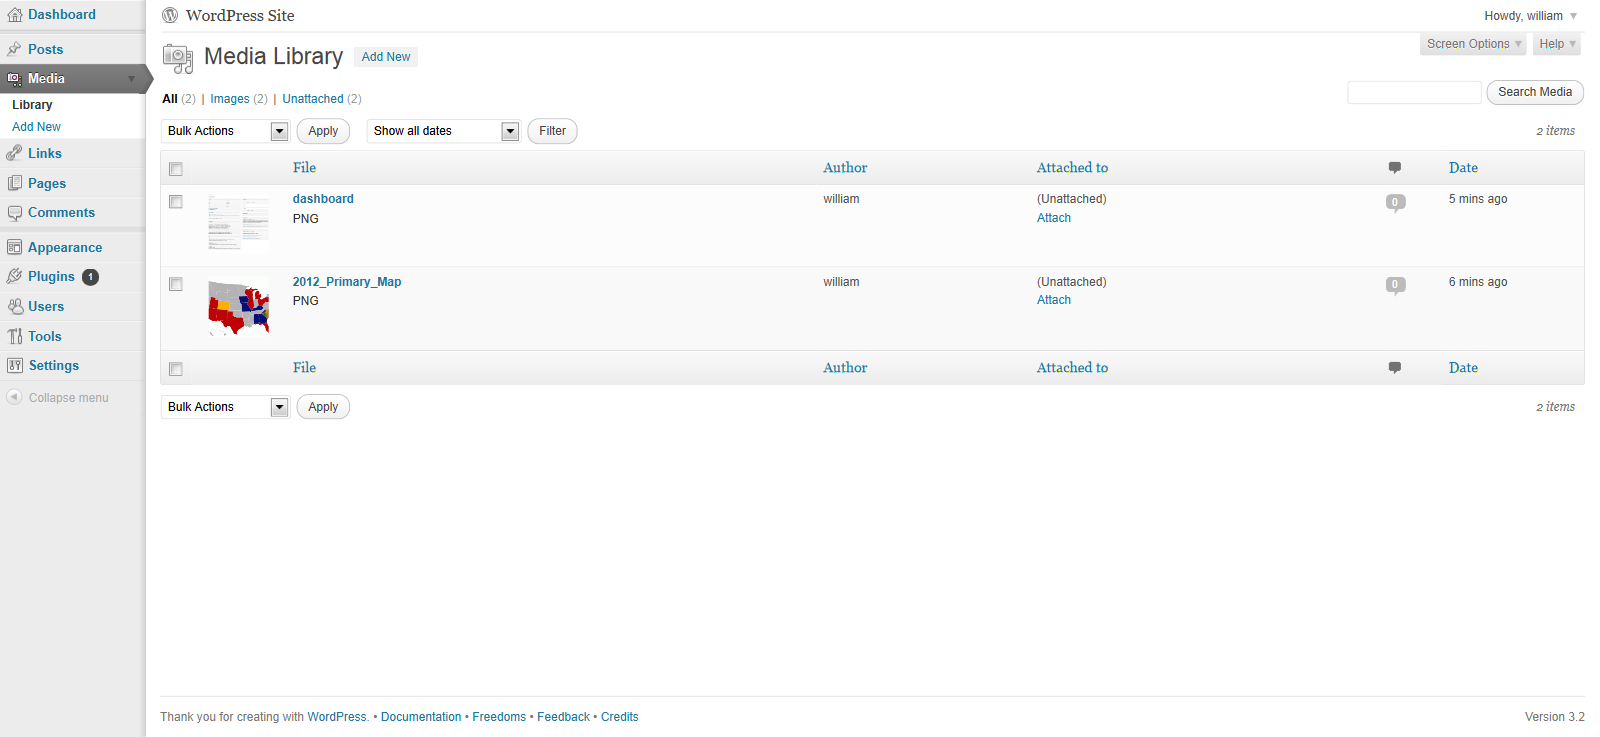 Dashboard
Posts
Media
Library
Add New
Links
Pages
Comments
Appearance
Plugins 1
Users
Tools
Settings
Collapse menu
WordPress Site
Howdy, william
Screen Options
Help
Media Library Add New
All (2) | Images (2) | Unattached (2)
Search Media
Bulk Actions Apply Show all dates Filter
2 items
File Author Attached to Date
dashboard william (Unattached) 0 5 mins ago
PNG Attach
2012_Primary_Map william (Unattached) 0 6 mins ago
PNG Attach
File Author Attached to Date
Bulk Actions Apply
2 items
Thank you for creating with WordPress. • Documentation • Freedoms • Feedback • Credits
Version 3.2